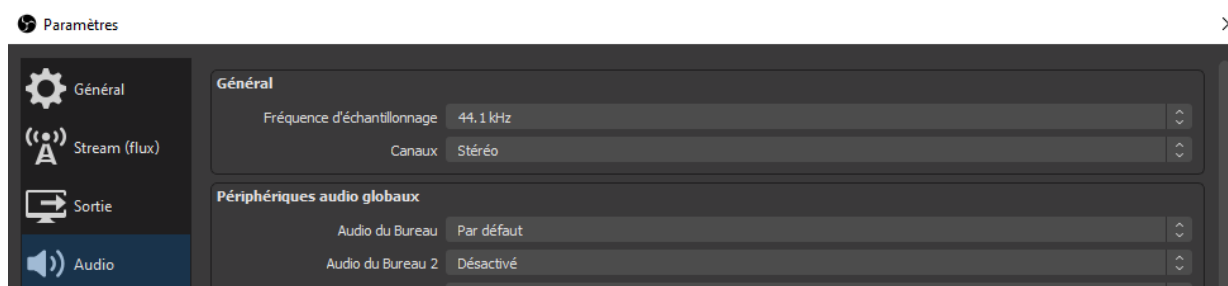 Paramètres
Général
Stream (flux)
Sortie
Audio
Général
Fréquence d'échantillonnage 44.1 kHz
Canaux Stéréo
Périphériques audio globaux
Audio du Bureau Par défaut
Audio du Bureau 2 Désactivé